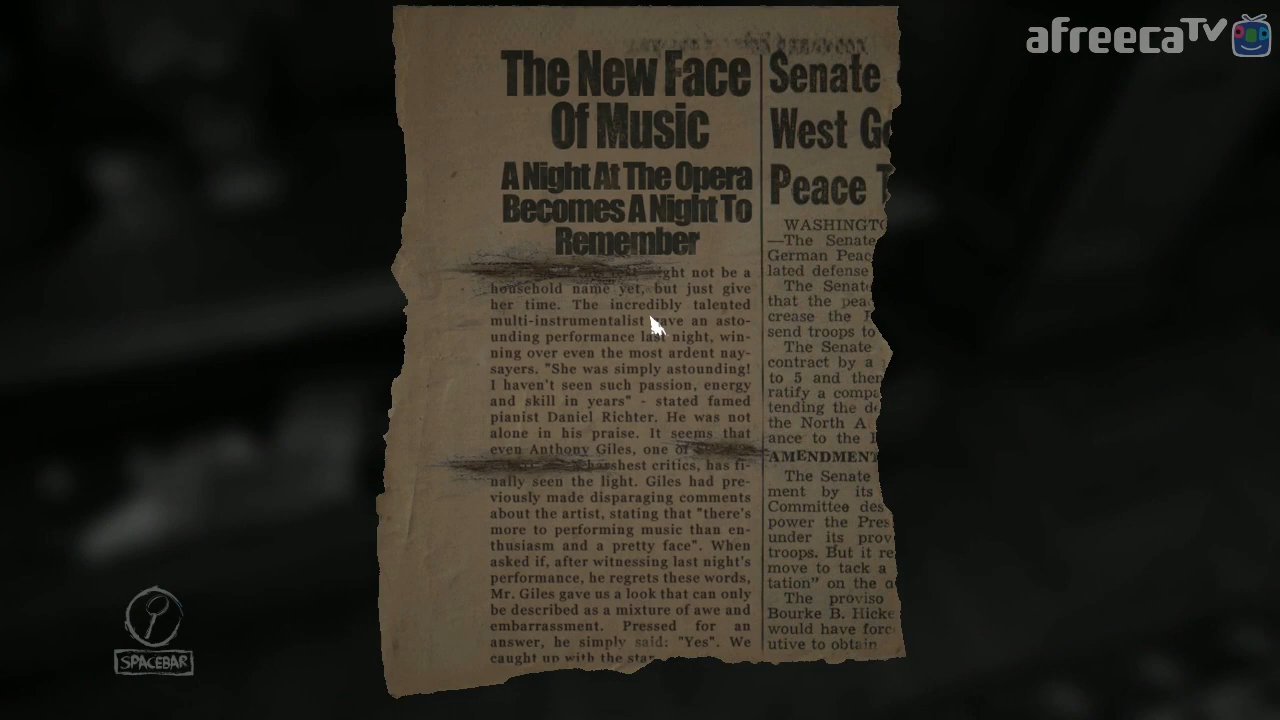 afreecaTV
The New Face
Of Music
A Night At The Opera
Becomes A Night To
Remember
not be a
household name yet, but just give
her time. The incredibly talented
multi-instrumentalist gave an asto-
unding performance last night, win-
ning over even the most ardent nay-
sayers. "She was simply astounding!
I haven't seen such passion, energy
and skill in years" - stated famed
pianist Daniel Richter. He was not
alone in his praise. It seems that
even Anthony Giles, one of
harshest critics, has fi-
nally seen the light. Giles had pre-
viously made disparaging comments
about the artist, stating that "there's
more to performing music than en-
thusiasm and a pretty face". When
asked if, after witnessing last night's
performance, he regrets these words,
Mr. Giles gave us a look that can only
be described as a mixture of awe and
embarrassment. Pressed for an
answer, he simply said: "Yes". We
caught up with the star
Senate
West Ge
Peace T
WASHINGTO
—The Senate
German Peac
lated defense
The Senate
that the peac
crease the
send troops to
The Senate
contract by a
to 5 and then
ratify a compa
tending the de
the North A
ance to the
AMENDMENT
The Senate
ment by its
Committee des
power the Pres
under its prov
troops. But it re
move to tack a
tation" on the
The proviso
Bourke B. Hicke
would have forc
utive to obtain
SPACEBAR